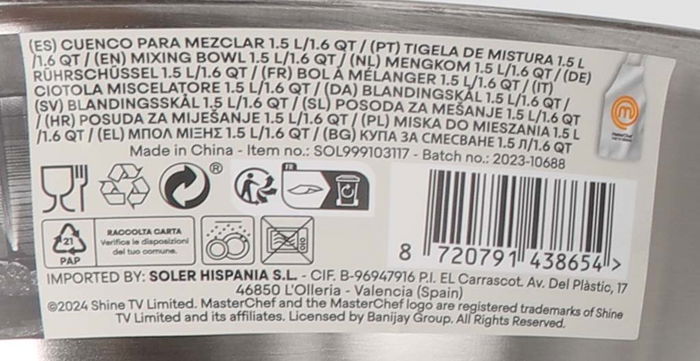 (ES) CUENCO PARA MEZCLAR 1.5 L/1.6 QT / (PT) TIGELA DE MISTURA 1.5 L
/1.6 QT / (EN) MIXING BOWL 1.5 L/1.6 QT / (NL) MENGKOM 1.5 L/1.6 QT / (DE)
RÜHRSCHÜSSEL 1.5 L/1.6 QT / (FR) BOL À MÉLANGER 1.5 L/1.6 QT / (IT)
CIOTOLA MISCELATORE 1.5 L/1.6 QT / (DA) BLANDINGSSKÅL 1.5 L/1.6 QT /
(SV) BLANDINGSSKÅL 1.5 L/1.6 QT / (SL) POSODA ZA MEŠANJE 1.5 L/1.6 QT
/ (HR) POSUDA ZA MIJEŠANJE 1.5 L/1.6 QT / (PL) MISKA DO MIESZANIA 1.5 L
/1.6 QT / (EL) ΜΠΟΛ ΜΙΞΗΣ 1.5 L/1.6 QT / (BG) КУПА ЗА СМЕСВАНЕ 1.5 Л/1.6 QT
MasterChef
Made in China - Item no.: SOL999103117 - Batch no.: 2023-10688
®
FR
21
PAP
RACCOLTA CARTA
Verifica le disposizioni
del tuo comune.
8 720791 438654 >
IMPORTED BY: SOLER HISPANIA S.L. - CIF. B-96947916 P.I. EL Carrascot. Av. Del Plàstic, 17
46850 L'Olleria - Valencia (Spain)
©2024 Shine TV Limited. MasterChef and the MasterChef logo are registered trademarks of Shine
TV Limited and its affiliates. Licensed by Banijay Group. All Rights Reserved.